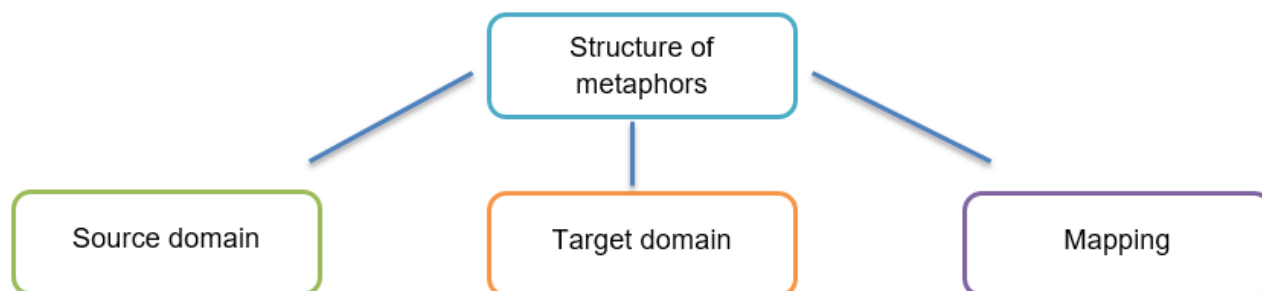 Structure of
metaphors
Source domain
Target domain
Mapping